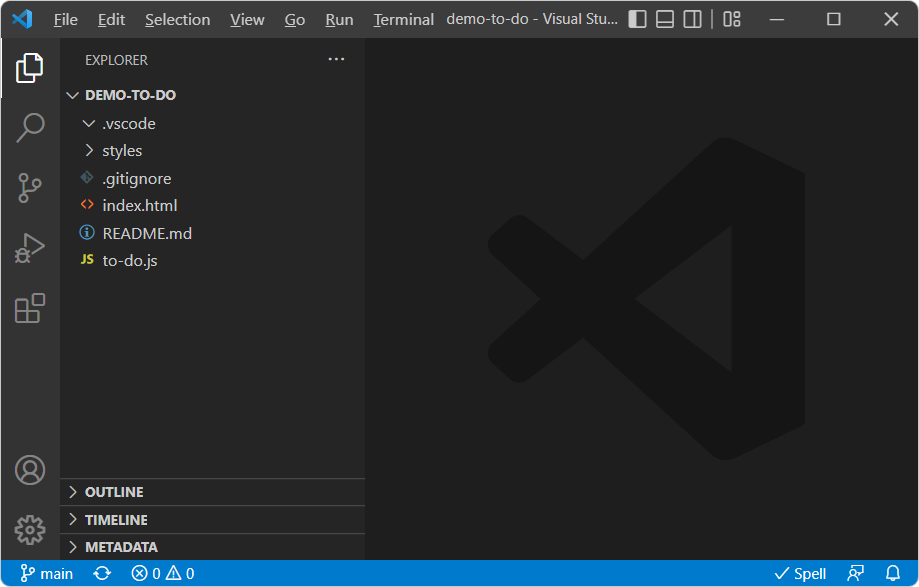 File Edit Selection View Go Run Terminal demo-to-do - Visual Stu...
EXPLORER
DEMO-TO-DO
.vscode
styles
.gitignore
index.html
README.md
JS to-do.js
OUTLINE
TIMELINE
METADATA
main 0 0 Spell